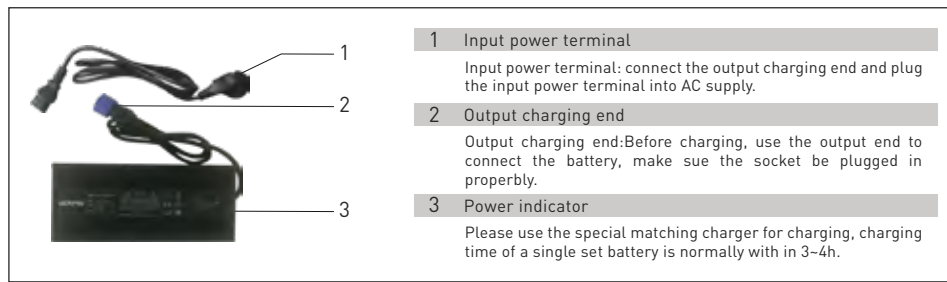 1
2
3
1 Input power terminal
Input power terminal: connect the output charging end and plug
the input power terminal into AC supply.
2 Output charging end
Output charging end:Before charging, use the output end to
connect the battery, make sue the socket be plugged in
properbly.
3 Power indicator
Please use the special matching charger for charging, charging
time of a single set battery is normally with in 3~4h.